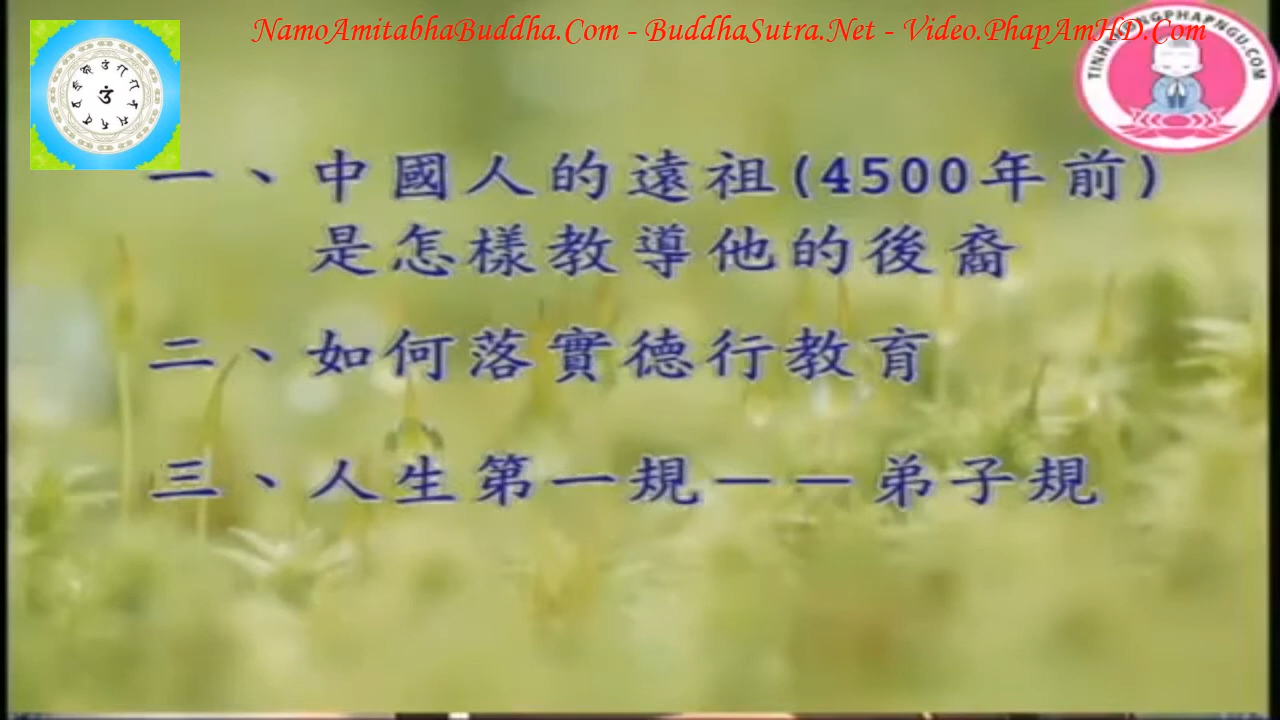 NamoAmitabhaBuddha.Com - BuddhaSutra.Net - Video.PhapAmHD.Com
一、中國人的遠祖(4500年前)
是怎樣教導他的後裔
二、如何落實德行教育
三、人生第一規－－弟子規